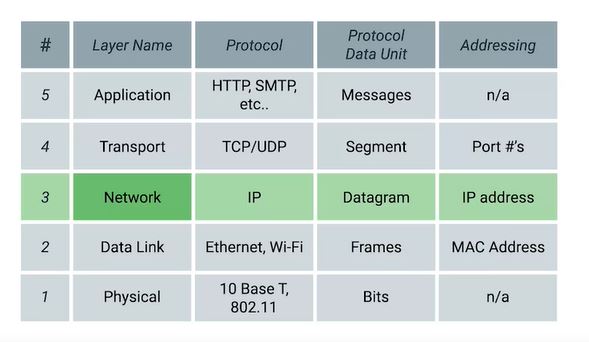 # Layer Name Protocol Protocol Data Unit Addressing
5 Application HTTP, SMTP, etc.. Messages n/a
4 Transport TCP/UDP Segment Port #'s
3 Network IP Datagram IP address
2 Data Link Ethernet, Wi-Fi Frames MAC Address
1 Physical 10 Base T, 802.11 Bits n/a